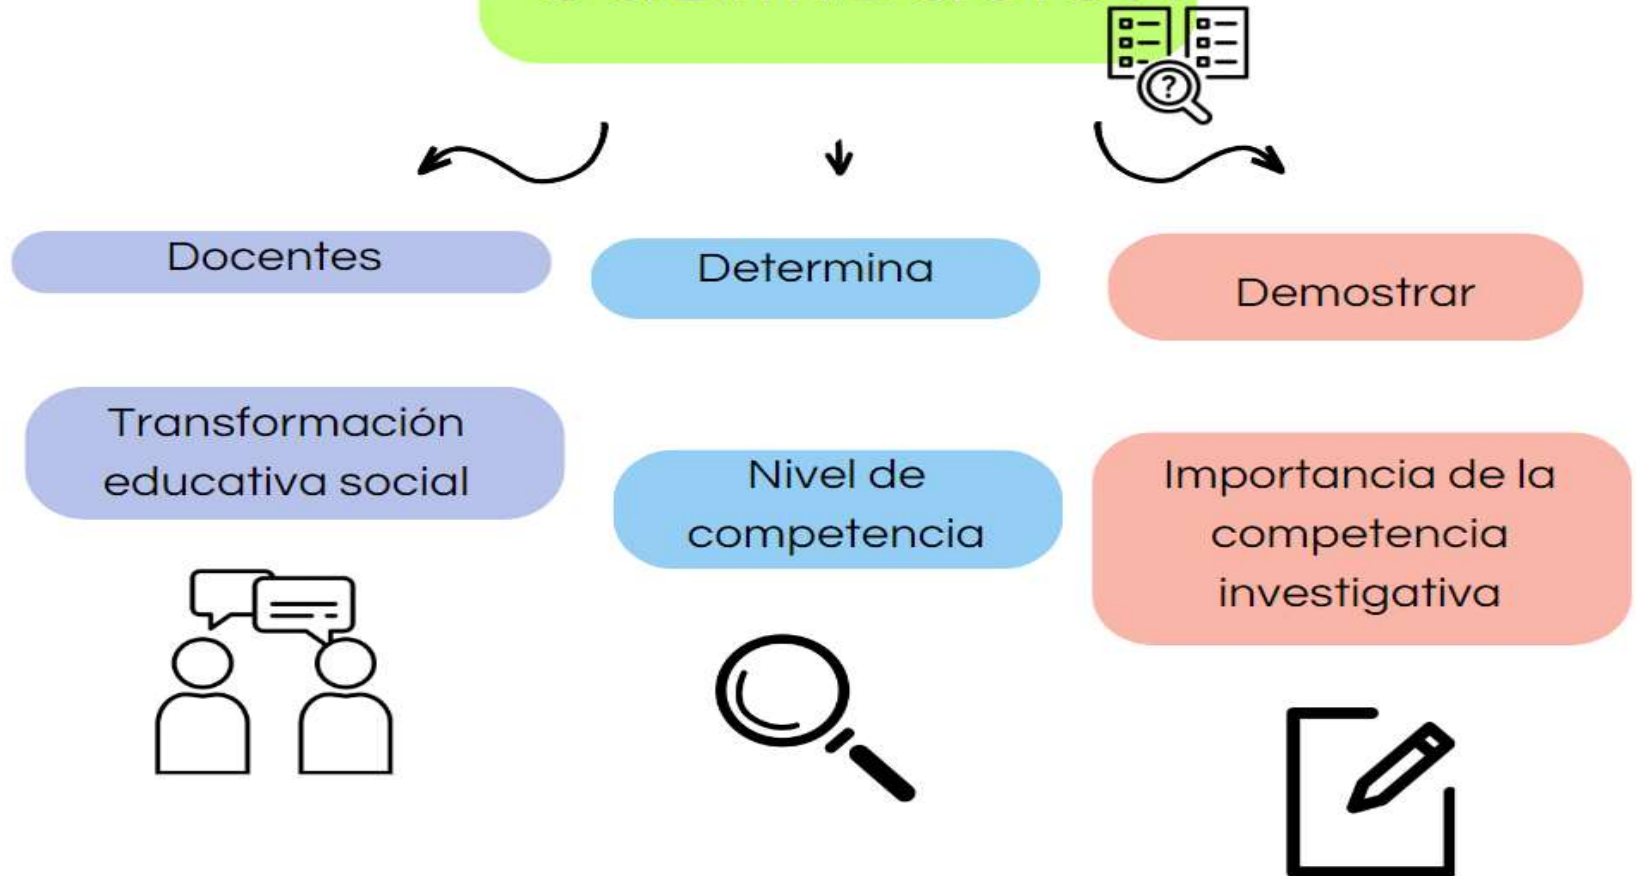 ?
Docentes
Transformación
educativa social
Determina
Nivel de
competencia
Demostrar
Importancia de la
competencia
investigativa